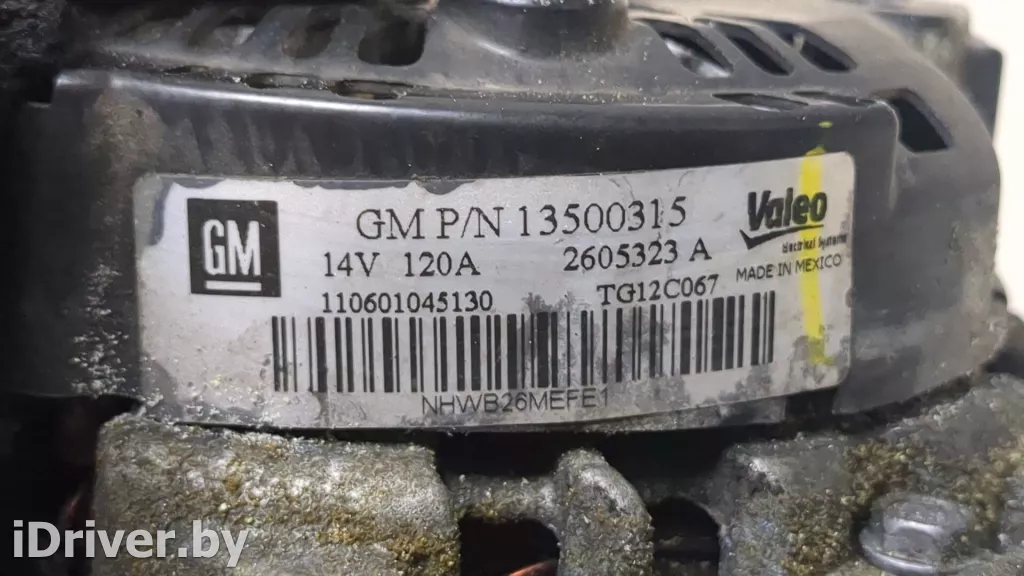 GM
GM P/N 13500315
14V 120A 2605323 A
110601045130 TG12C067
Valeo
Electrical Systems
MADE IN MEXICO
NHWB26MEFE1
iDriver.by